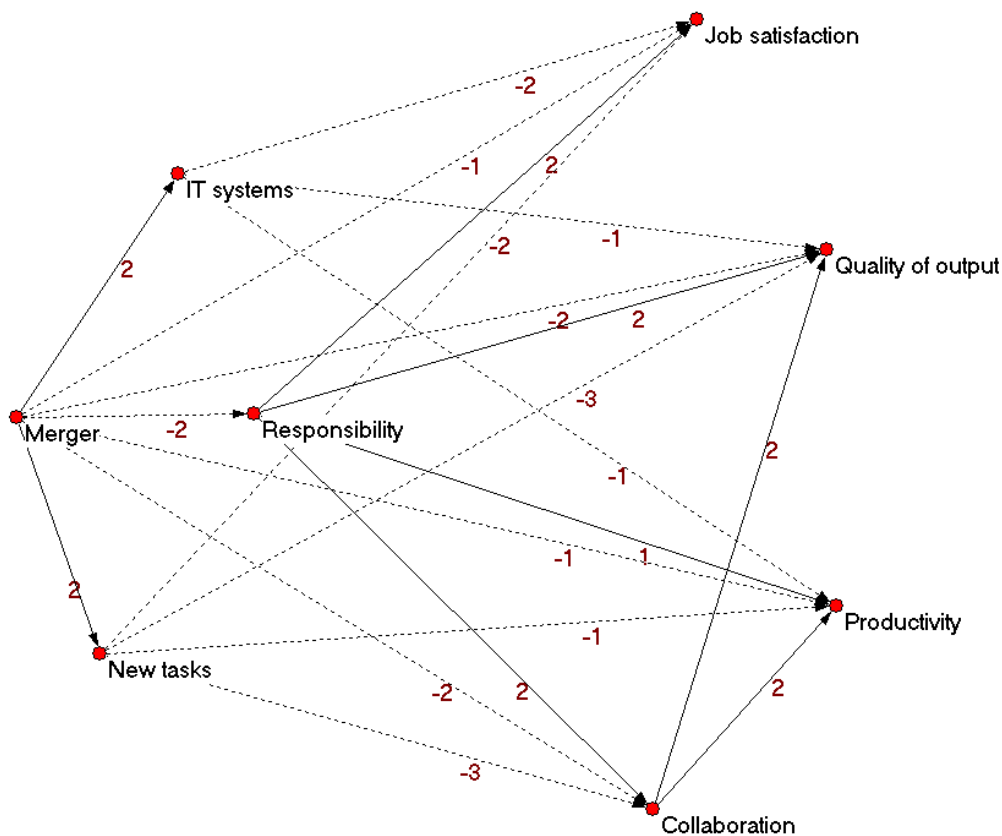 Job satisfaction
-2
-1
2
IT systems
-2
-1
2
Quality of output
-2
2
-3
Merger
-2
Responsibility
2
-1
-1
1
2
Productivity
-1
New tasks
-2
2
2
-3
Collaboration